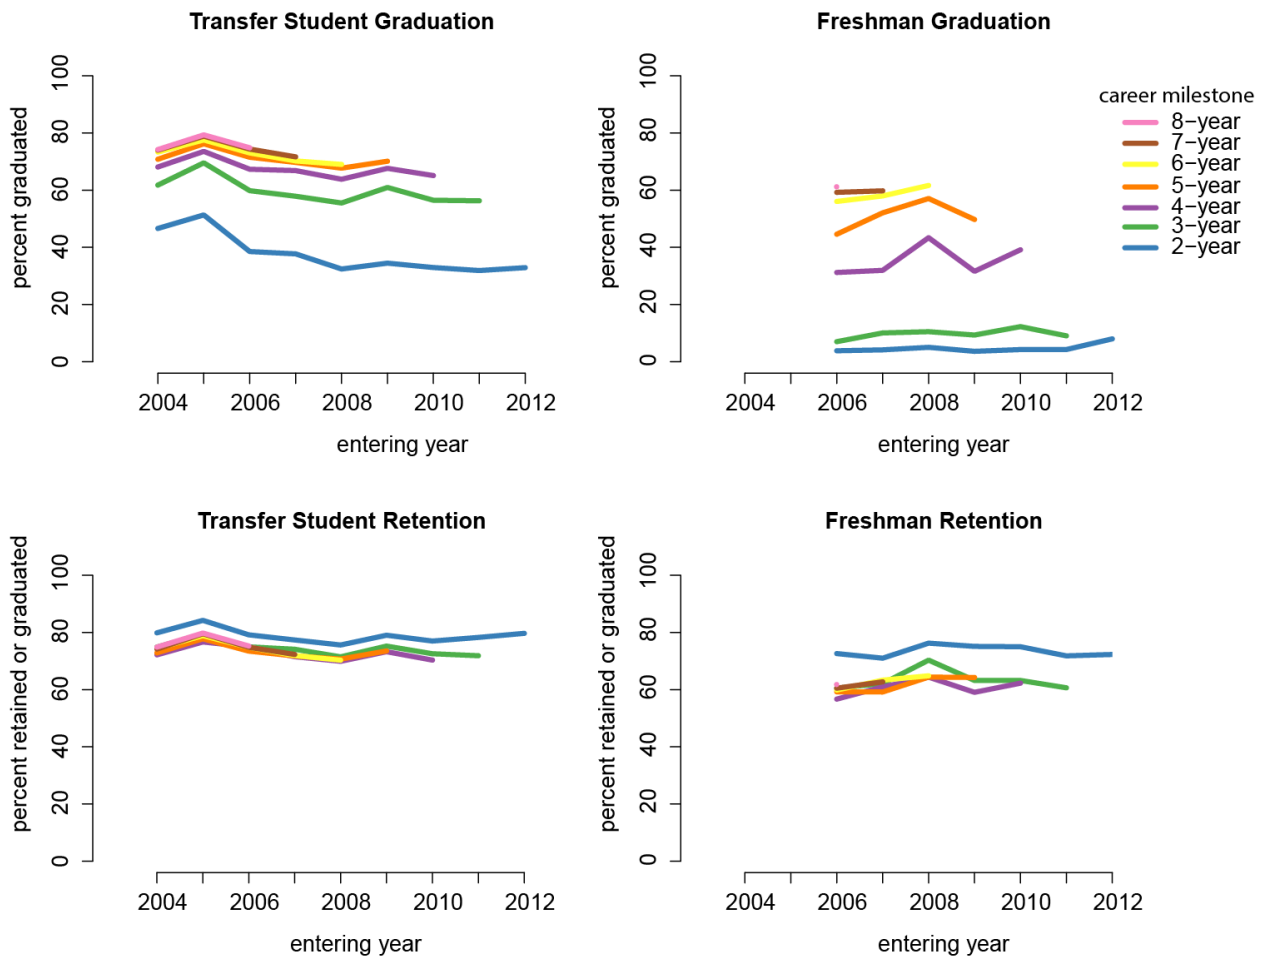 Transfer Student Graduation
percent graduated
100
80
60
40
20
0
2004 2006 2008 2010 2012
entering year
Freshman Graduation
percent graduated
100
80
60
40
20
0
2004 2006 2008 2010 2012
entering year
career milestone
8−year
7−year
6−year
5−year
4−year
3−year
2−year
Transfer Student Retention
percent retained or graduated
100
80
60
40
20
0
2004 2006 2008 2010 2012
entering year
Freshman Retention
percent retained or graduated
100
80
60
40
20
0
2004 2006 2008 2010 2012
entering year